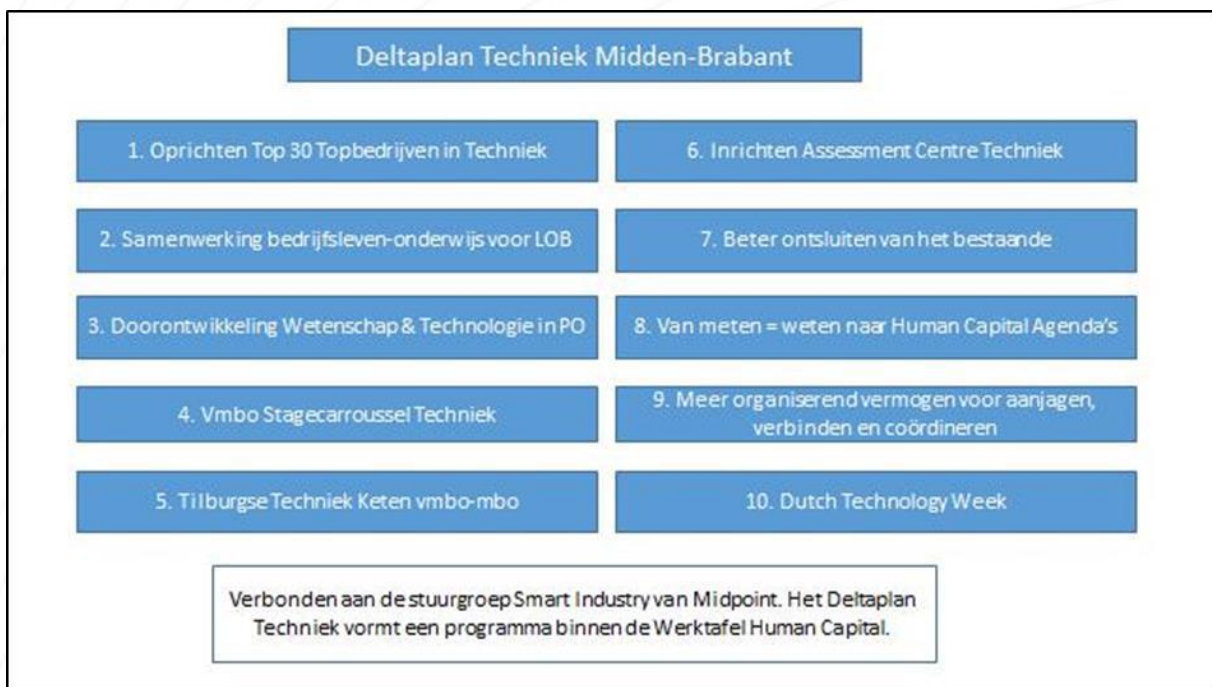 Deltaplan Techniek Midden-Brabant
1. Oprichten Top 30 Topbedrijven in Techniek
2. Samenwerking bedrijfsleven-onderwijs voor LOB
3. Doorontwikkeling Wetenschap & Technologie in PO
4. Vmbo Stagecarroussel Techniek
5. Tilburgse Techniek Keten vmbo-mbo
6. Inrichten Assessment Centre Techniek
7. Beter ontsluiten van het bestaande
8. Van meten = weten naar Human Capital Agenda's
9. Meer organiserend vermogen voor aanjagen,
verbinden en coördineren
10. Dutch Technology Week
Verbonden aan de stuurgroep Smart Industry van Midpoint. Het Deltaplan
Techniek vormt een programma binnen de Werktafel Human Capital.